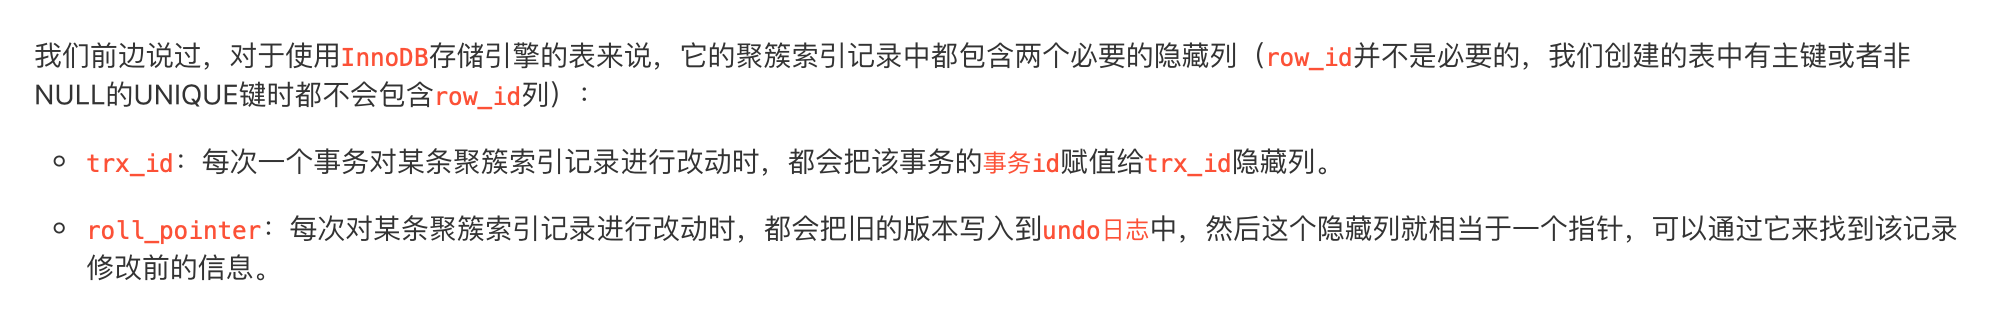 我们前边说过，对于使用InnoDB存储引擎的表来说，它的聚簇索引记录中都包含两个必要的隐藏列（row_id并不是必要的，我们创建的表中有主键或者非
NULL的UNIQUE键时都不会包含row_id列）：
trx_id：每次一个事务对某条聚簇索引记录进行改动时，都会把该事务的事务id赋值给trx_id隐藏列。
roll_pointer：每次对某条聚簇索引记录进行改动时，都会把旧的版本写入到undo日志中，然后这个隐藏列就相当于一个指针，可以通过它来找到该记录
修改前的信息。